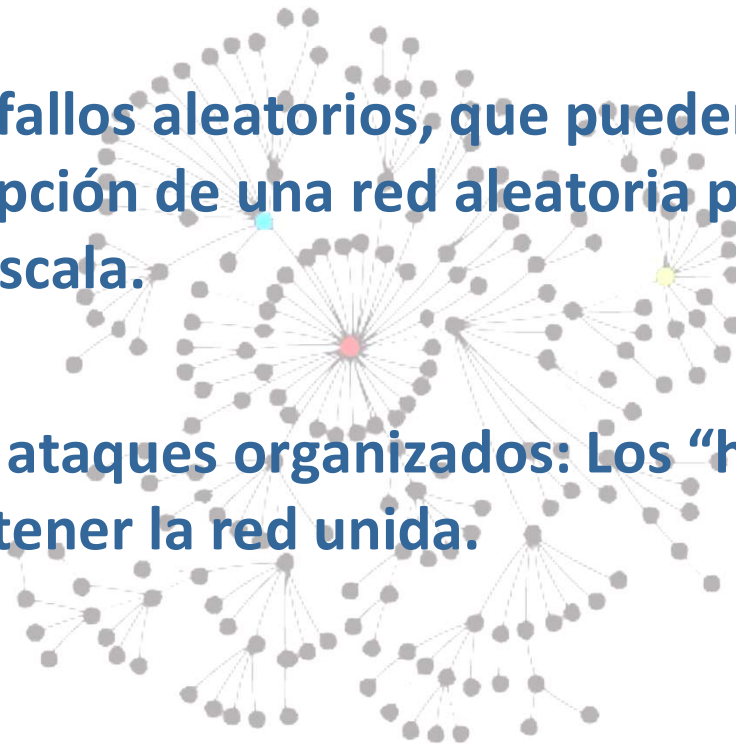 fallos aleatorios, que pueden
pción de una red aleatoria p
scala.
ataques organizados: Los “h
tener la red unida.